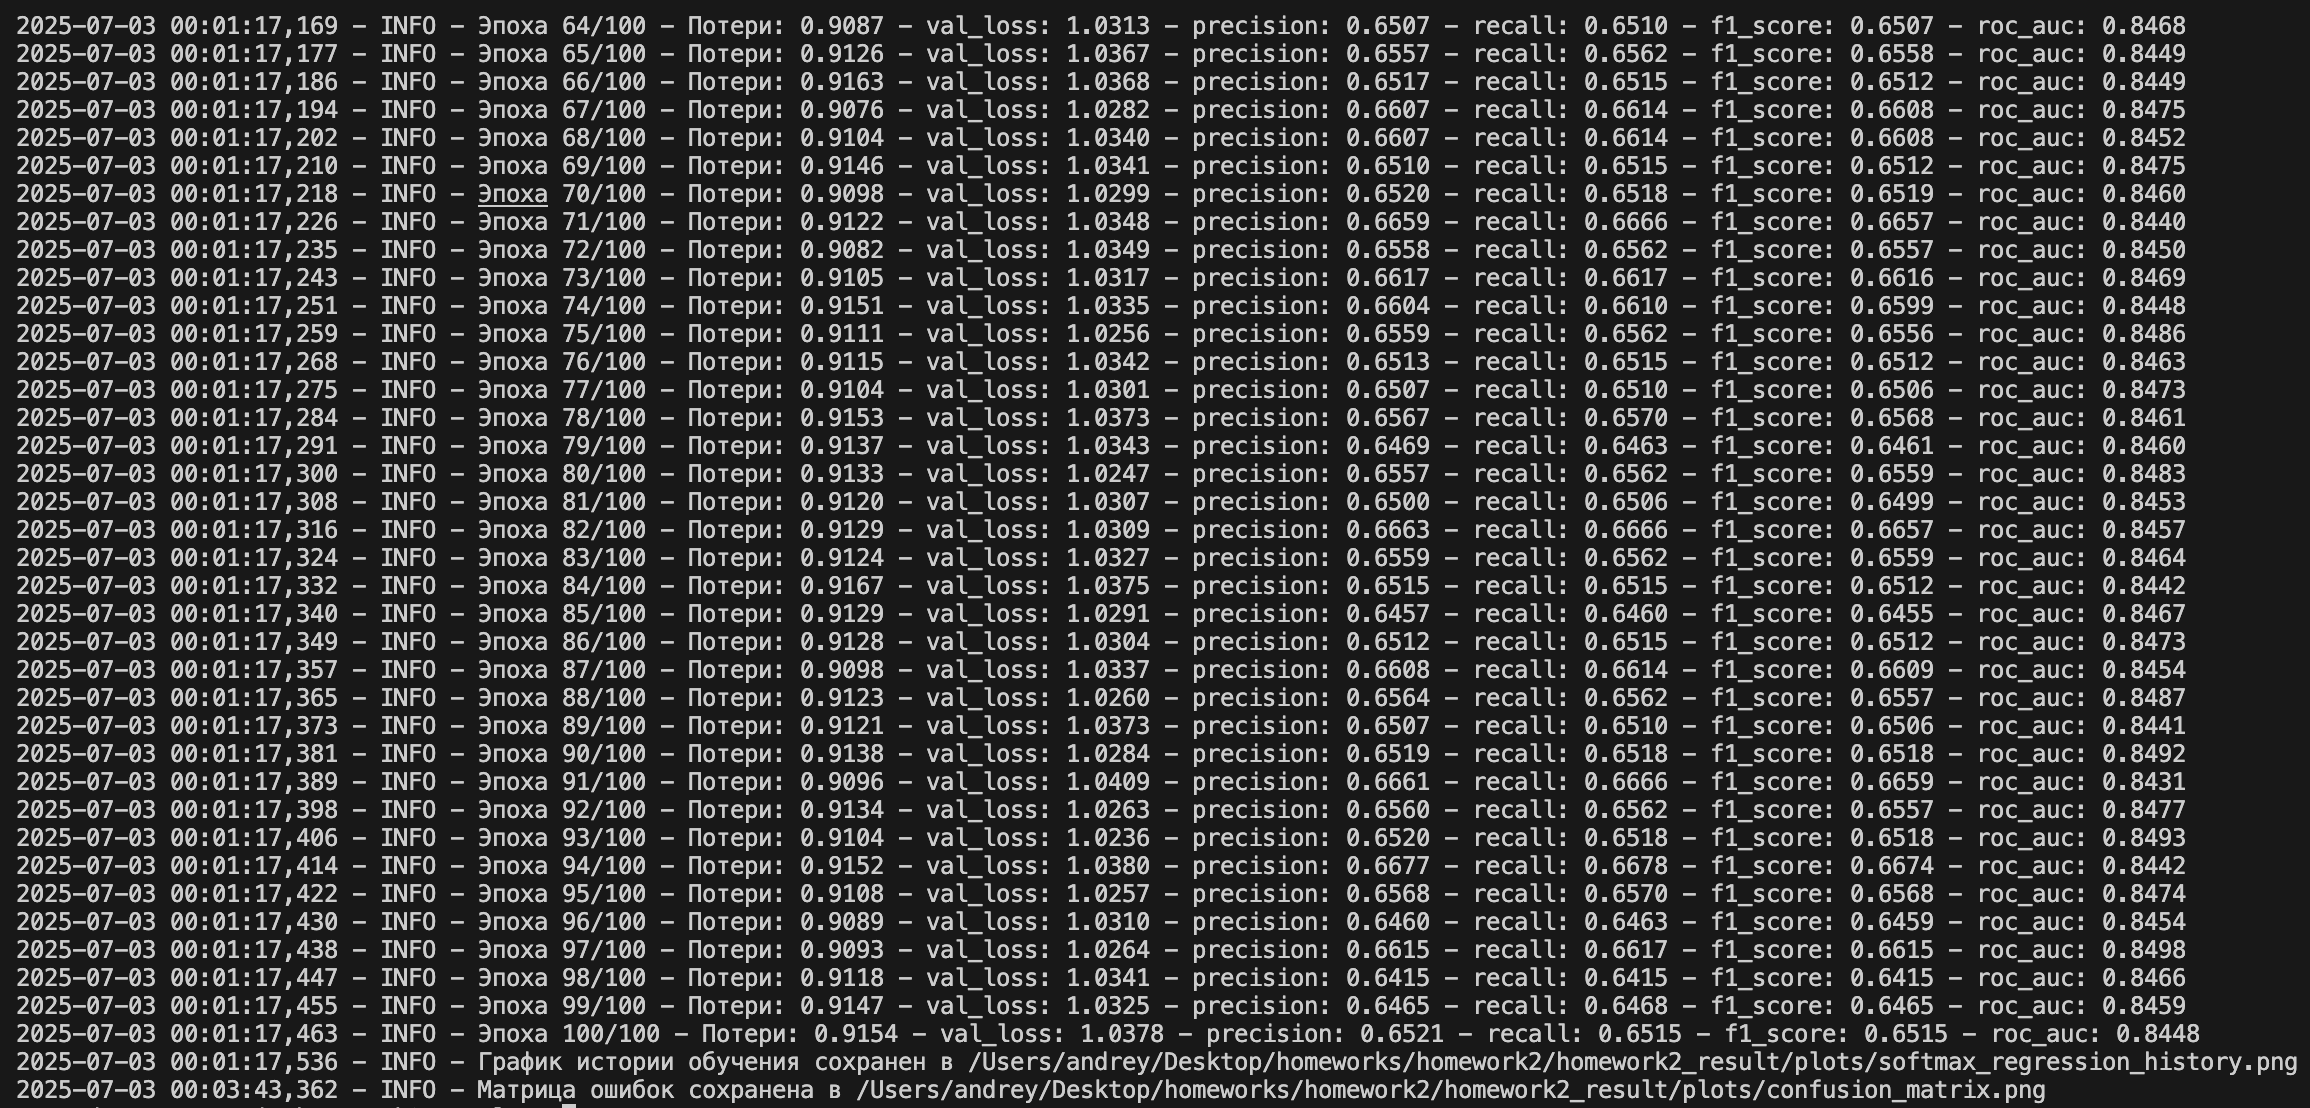 2025-07-03 00:01:17,169 - INFO - Эпоха 64/100 - Потери: 0.9087 - val_loss: 1.0313 - precision: 0.6507 - recall: 0.6510 - f1_score: 0.6507 - roc_auc: 0.8468
2025-07-03 00:01:17,177 - INFO - Эпоха 65/100 - Потери: 0.9126 - val_loss: 1.0367 - precision: 0.6557 - recall: 0.6562 - f1_score: 0.6558 - roc_auc: 0.8449
2025-07-03 00:01:17,186 - INFO - Эпоха 66/100 - Потери: 0.9163 - val_loss: 1.0368 - precision: 0.6517 - recall: 0.6515 - f1_score: 0.6512 - roc_auc: 0.8449
2025-07-03 00:01:17,194 - INFO - Эпоха 67/100 - Потери: 0.9076 - val_loss: 1.0282 - precision: 0.6607 - recall: 0.6614 - f1_score: 0.6608 - roc_auc: 0.8475
2025-07-03 00:01:17,202 - INFO - Эпоха 68/100 - Потери: 0.9104 - val_loss: 1.0340 - precision: 0.6607 - recall: 0.6614 - f1_score: 0.6608 - roc_auc: 0.8452
2025-07-03 00:01:17,210 - INFO - Эпоха 69/100 - Потери: 0.9146 - val_loss: 1.0341 - precision: 0.6510 - recall: 0.6515 - f1_score: 0.6512 - roc_auc: 0.8475
2025-07-03 00:01:17,218 - INFO - Эпоха 70/100 - Потери: 0.9098 - val_loss: 1.0299 - precision: 0.6520 - recall: 0.6518 - f1_score: 0.6519 - roc_auc: 0.8460
2025-07-03 00:01:17,226 - INFO - Эпоха 71/100 - Потери: 0.9122 - val_loss: 1.0348 - precision: 0.6659 - recall: 0.6666 - f1_score: 0.6657 - roc_auc: 0.8440
2025-07-03 00:01:17,235 - INFO - Эпоха 72/100 - Потери: 0.9082 - val_loss: 1.0349 - precision: 0.6558 - recall: 0.6562 - f1_score: 0.6557 - roc_auc: 0.8450
2025-07-03 00:01:17,243 - INFO - Эпоха 73/100 - Потери: 0.9105 - val_loss: 1.0317 - precision: 0.6617 - recall: 0.6617 - f1_score: 0.6616 - roc_auc: 0.8469
2025-07-03 00:01:17,251 - INFO - Эпоха 74/100 - Потери: 0.9151 - val_loss: 1.0335 - precision: 0.6604 - recall: 0.6610 - f1_score: 0.6599 - roc_auc: 0.8448
2025-07-03 00:01:17,259 - INFO - Эпоха 75/100 - Потери: 0.9111 - val_loss: 1.0256 - precision: 0.6559 - recall: 0.6562 - f1_score: 0.6556 - roc_auc: 0.8486
2025-07-03 00:01:17,268 - INFO - Эпоха 76/100 - Потери: 0.9115 - val_loss: 1.0342 - precision: 0.6513 - recall: 0.6515 - f1_score: 0.6512 - roc_auc: 0.8463
2025-07-03 00:01:17,275 - INFO - Эпоха 77/100 - Потери: 0.9104 - val_loss: 1.0301 - precision: 0.6507 - recall: 0.6510 - f1_score: 0.6506 - roc_auc: 0.8473
2025-07-03 00:01:17,284 - INFO - Эпоха 78/100 - Потери: 0.9153 - val_loss: 1.0373 - precision: 0.6567 - recall: 0.6570 - f1_score: 0.6568 - roc_auc: 0.8461
2025-07-03 00:01:17,291 - INFO - Эпоха 79/100 - Потери: 0.9137 - val_loss: 1.0343 - precision: 0.6469 - recall: 0.6463 - f1_score: 0.6461 - roc_auc: 0.8460
2025-07-03 00:01:17,300 - INFO - Эпоха 80/100 - Потери: 0.9133 - val_loss: 1.0247 - precision: 0.6557 - recall: 0.6562 - f1_score: 0.6559 - roc_auc: 0.8483
2025-07-03 00:01:17,308 - INFO - Эпоха 81/100 - Потери: 0.9120 - val_loss: 1.0307 - precision: 0.6500 - recall: 0.6506 - f1_score: 0.6499 - roc_auc: 0.8453
2025-07-03 00:01:17,316 - INFO - Эпоха 82/100 - Потери: 0.9129 - val_loss: 1.0309 - precision: 0.6663 - recall: 0.6666 - f1_score: 0.6657 - roc_auc: 0.8457
2025-07-03 00:01:17,324 - INFO - Эпоха 83/100 - Потери: 0.9124 - val_loss: 1.0327 - precision: 0.6559 - recall: 0.6562 - f1_score: 0.6559 - roc_auc: 0.8464
2025-07-03 00:01:17,332 - INFO - Эпоха 84/100 - Потери: 0.9167 - val_loss: 1.0375 - precision: 0.6515 - recall: 0.6515 - f1_score: 0.6512 - roc_auc: 0.8442
2025-07-03 00:01:17,340 - INFO - Эпоха 85/100 - Потери: 0.9129 - val_loss: 1.0291 - precision: 0.6457 - recall: 0.6460 - f1_score: 0.6455 - roc_auc: 0.8467
2025-07-03 00:01:17,349 - INFO - Эпоха 86/100 - Потери: 0.9128 - val_loss: 1.0304 - precision: 0.6512 - recall: 0.6515 - f1_score: 0.6512 - roc_auc: 0.8473
2025-07-03 00:01:17,357 - INFO - Эпоха 87/100 - Потери: 0.9098 - val_loss: 1.0337 - precision: 0.6608 - recall: 0.6614 - f1_score: 0.6609 - roc_auc: 0.8454
2025-07-03 00:01:17,365 - INFO - Эпоха 88/100 - Потери: 0.9123 - val_loss: 1.0260 - precision: 0.6564 - recall: 0.6562 - f1_score: 0.6557 - roc_auc: 0.8487
2025-07-03 00:01:17,373 - INFO - Эпоха 89/100 - Потери: 0.9121 - val_loss: 1.0373 - precision: 0.6507 - recall: 0.6510 - f1_score: 0.6506 - roc_auc: 0.8441
2025-07-03 00:01:17,381 - INFO - Эпоха 90/100 - Потери: 0.9138 - val_loss: 1.0284 - precision: 0.6519 - recall: 0.6518 - f1_score: 0.6518 - roc_auc: 0.8492
2025-07-03 00:01:17,389 - INFO - Эпоха 91/100 - Потери: 0.9096 - val_loss: 1.0409 - precision: 0.6661 - recall: 0.6666 - f1_score: 0.6659 - roc_auc: 0.8431
2025-07-03 00:01:17,398 - INFO - Эпоха 92/100 - Потери: 0.9134 - val_loss: 1.0263 - precision: 0.6560 - recall: 0.6562 - f1_score: 0.6557 - roc_auc: 0.8477
2025-07-03 00:01:17,406 - INFO - Эпоха 93/100 - Потери: 0.9104 - val_loss: 1.0236 - precision: 0.6520 - recall: 0.6518 - f1_score: 0.6518 - roc_auc: 0.8493
2025-07-03 00:01:17,414 - INFO - Эпоха 94/100 - Потери: 0.9152 - val_loss: 1.0380 - precision: 0.6677 - recall: 0.6678 - f1_score: 0.6674 - roc_auc: 0.8442
2025-07-03 00:01:17,422 - INFO - Эпоха 95/100 - Потери: 0.9108 - val_loss: 1.0257 - precision: 0.6568 - recall: 0.6570 - f1_score: 0.6568 - roc_auc: 0.8474
2025-07-03 00:01:17,430 - INFO - Эпоха 96/100 - Потери: 0.9089 - val_loss: 1.0310 - precision: 0.6460 - recall: 0.6463 - f1_score: 0.6459 - roc_auc: 0.8454
2025-07-03 00:01:17,438 - INFO - Эпоха 97/100 - Потери: 0.9093 - val_loss: 1.0264 - precision: 0.6615 - recall: 0.6617 - f1_score: 0.6615 - roc_auc: 0.8498
2025-07-03 00:01:17,447 - INFO - Эпоха 98/100 - Потери: 0.9118 - val_loss: 1.0341 - precision: 0.6415 - recall: 0.6415 - f1_score: 0.6415 - roc_auc: 0.8466
2025-07-03 00:01:17,455 - INFO - Эпоха 99/100 - Потери: 0.9147 - val_loss: 1.0325 - precision: 0.6465 - recall: 0.6468 - f1_score: 0.6465 - roc_auc: 0.8459
2025-07-03 00:01:17,463 - INFO - Эпоха 100/100 - Потери: 0.9154 - val_loss: 1.0378 - precision: 0.6521 - recall: 0.6515 - f1_score: 0.6515 - roc_auc: 0.8448
2025-07-03 00:01:17,536 - INFO - График истории обучения сохранен в /Users/andrey/Desktop/homeworks/homework2/homework2_result/plots/softmax_regression_history.png
2025-07-03 00:03:43,362 - INFO - Матрица ошибок сохранена в /Users/andrey/Desktop/homeworks/homework2/homework2_result/plots/confusion_matrix.png